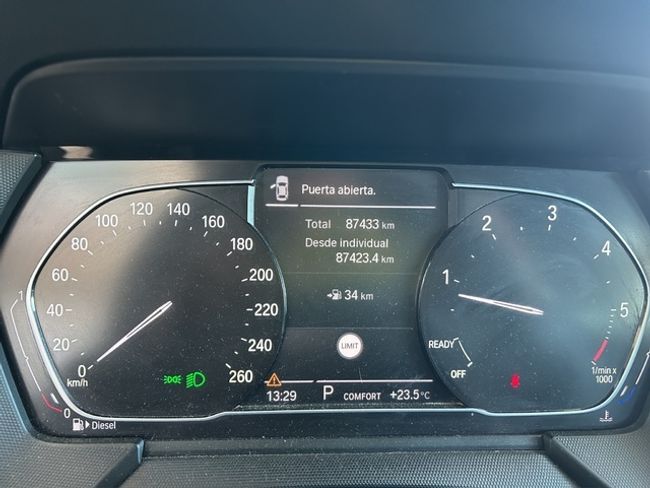 Puerta abierta.
Total 87433 km
Desde individual
87423.4 km
34 km
LIMIT
13:29 P COMFORT +23.5°C
0
20
40
60
80
100
120
140
160
180
200
220
240
260
km/h
1
0
Diesel
READY
OFF
1
2
3
4
5
1/min x
1000